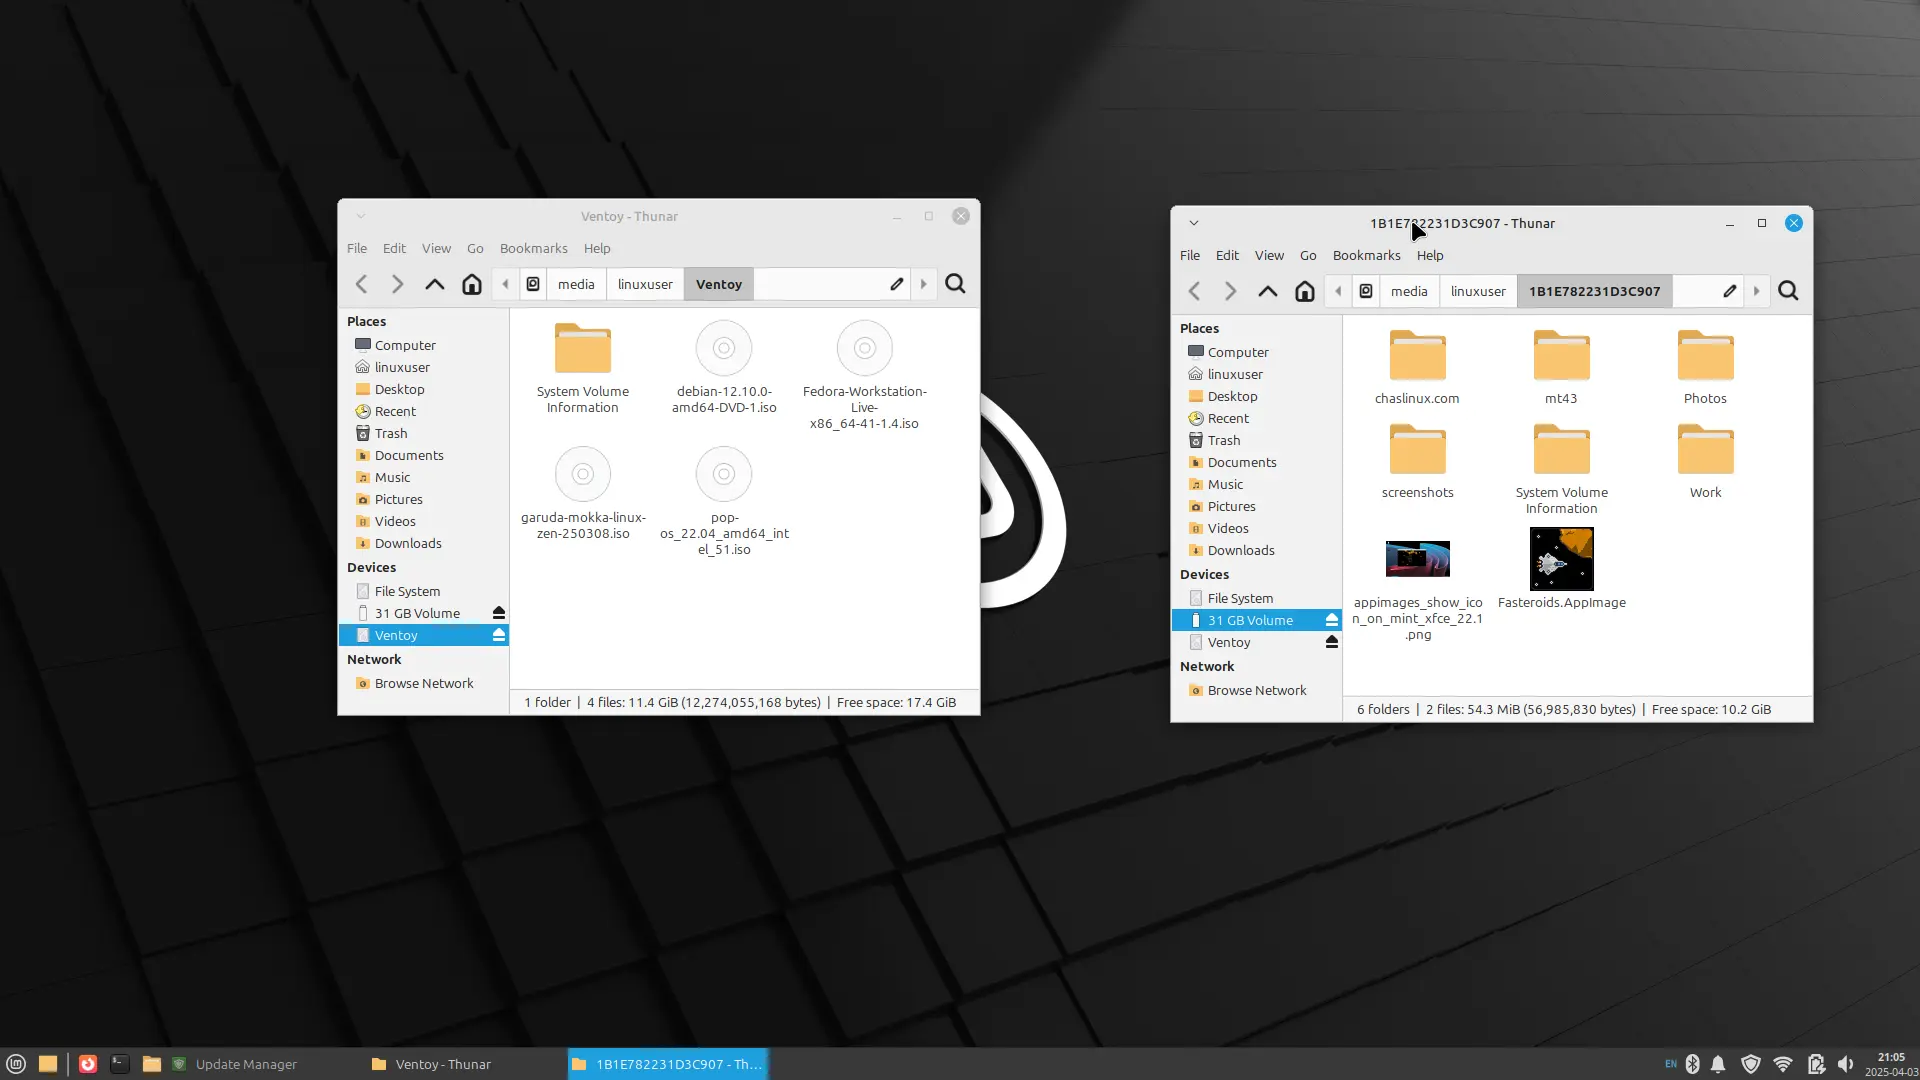 Ventoy - Thunar
File Edit View Go Bookmarks Help
media linuxuser Ventoy
Places
Computer
linuxuser
Desktop
Recent
Trash
Documents
Music
Pictures
Videos
Downloads
Devices
File System
31 GB Volume
Ventoy
Network
Browse Network
System Volume
Information
debian-12.10.0-
amd64-DVD-1.iso
Fedora-Workstation-
Live-
x86_64-41-1.4.iso
garuda-mokka-linux-
zen-250308.iso
pop-
os_22.04_amd64_int
el_51.iso
1 folder | 4 files: 11.4 GiB (12,274,055,168 bytes) | Free space: 17.4 GiB
1B1E782231D3C907 - Thunar
File Edit View Go Bookmarks Help
media linuxuser 1B1E782231D3C907
Places
Computer
linuxuser
Desktop
Recent
Trash
Documents
Music
Pictures
Videos
Downloads
Devices
File System
31 GB Volume
Ventoy
Network
Browse Network
chaslinux.com
mt43
Photos
screenshots
System Volume
Information
Work
appimages_show_ico
n_on_mint_xfce_22.1
.png
Fasteroids.AppImage
6 folders | 2 files: 54.3 MiB (56,985,830 bytes) | Free space: 10.2 GiB
Update Manager
Ventoy - Thunar
1B1E782231D3C907 - Th...
EN
21:05
2025-04-03